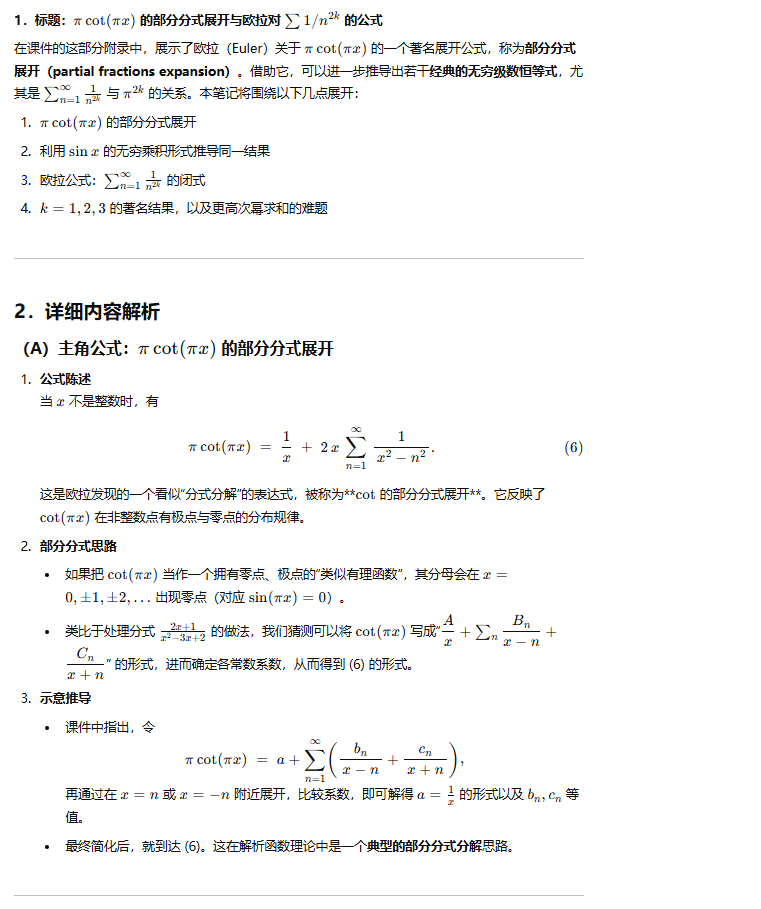 1. 标题：π cot(πx) 的部分分式展开与欧拉对 ∑ 1/n^{2k} 的公式
在课件的这部分附录中，展示了欧拉（Euler）关于 π cot(πx) 的一个著名展开公式，称为部分分式
展开（partial fractions expansion）。借助它，可以进一步推导出若干经典的无穷级数恒等式，尤
其是 ∑_{n=1}^{∞} \frac{1}{n^{2k}} 与 π^{2k} 的关系。本笔记将围绕以下几点展开：
1. π cot(πx) 的部分分式展开
2. 利用 sin x 的无穷乘积形式推导同一结果
3. 欧拉公式：∑_{n=1}^{∞} \frac{1}{n^{2k}} 的闭式
4. k = 1, 2, 3 的著名结果，以及更高次幂求和的难题
2. 详细内容解析
（A）主角公式：π cot(πx) 的部分分式展开
1. 公式陈述
当 x 不是整数时，有
π cot(πx) = \frac{1}{x} + 2x ∑_{n=1}^{∞} \frac{1}{x^2 − n^2}. (6)
这是欧拉发现的一个看似“分式分解”的表达式，被称为**cot 的部分分式展开**。它反映了
cot(πx) 在非整数点有极点与零点的分布规律。
2. 部分分式思路
• 如果把 cot(πx) 当作一个拥有零点、极点的“类似有理函数”，其分母会在 x =
0, ±1, ±2, … 出现零点（对应 sin(πx) = 0）。
• 类比于处理分式 \frac{2x+1}{x^2−3x+2} 的做法，我们猜测可以将 cot(πx) 写成“\frac{A}{x} + ∑_n \frac{B_n}{x − n} +
\frac{C_n}{x + n}” 的形式，进而确定各常数系数，从而得到 (6) 的形式。
3. 示意推导
• 课件中指出，令
π cot(πx) = a + ∑_{n=1}^{∞} ( \frac{b_n}{x − n} + \frac{c_n}{x + n} ),
再通过在 x = n 或 x = −n 附近展开，比较系数，即可解得 a = \frac{1}{x} 的形式以及 b_n, c_n 等
值。
• 最终简化后，就到达 (6)。这在解析函数理论中是一个典型的部分分式分解思路。